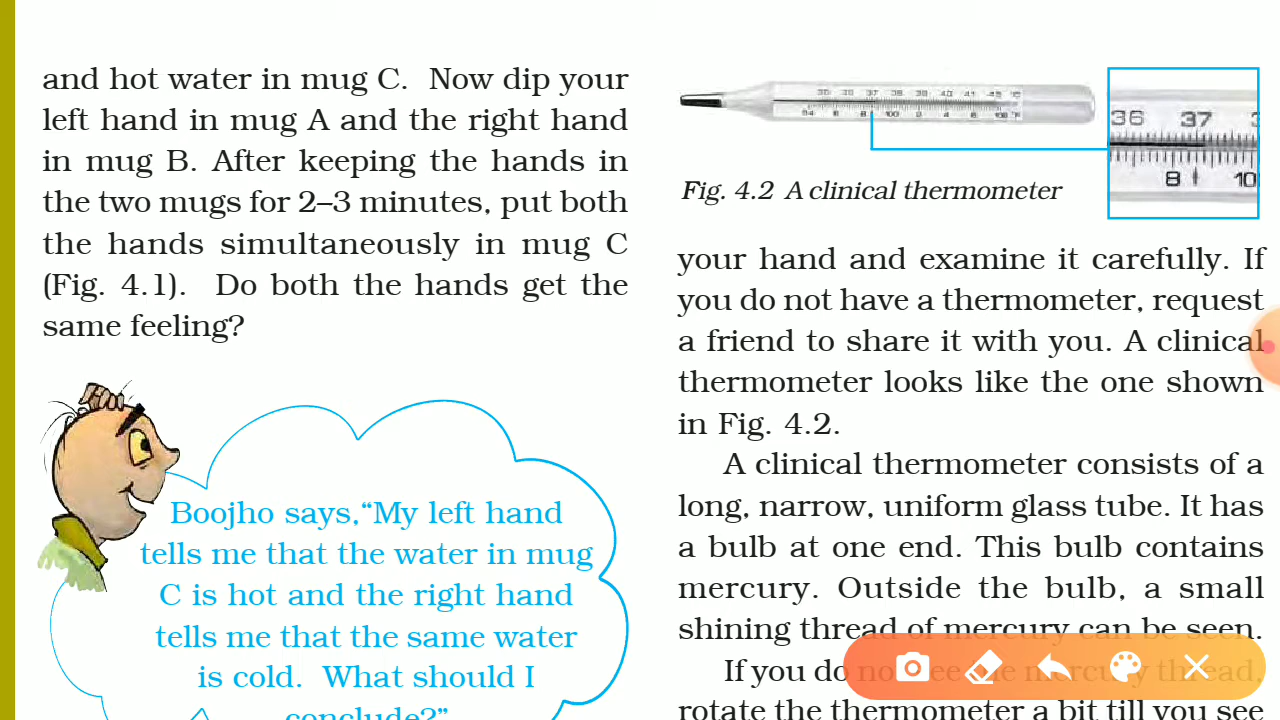 and hot water in mug C. Now dip your
left hand in mug A and the right hand
in mug B. After keeping the hands in
the two mugs for 2–3 minutes, put both
the hands simultaneously in mug C
(Fig. 4.1). Do both the hands get the
same feeling?
Boojho says,“My left hand
tells me that the water in mug
C is hot and the right hand
tells me that the same water
is cold. What should I
conclude?”
36 37
8 10
Fig. 4.2 A clinical thermometer
your hand and examine it carefully. If
you do not have a thermometer, request
a friend to share it with you. A clinical
thermometer looks like the one shown
in Fig. 4.2.
A clinical thermometer consists of a
long, narrow, uniform glass tube. It has
a bulb at one end. This bulb contains
mercury. Outside the bulb, a small
shining thread of mercury can be seen.
If you do not see the mercury thread,
rotate the thermometer a bit till you see